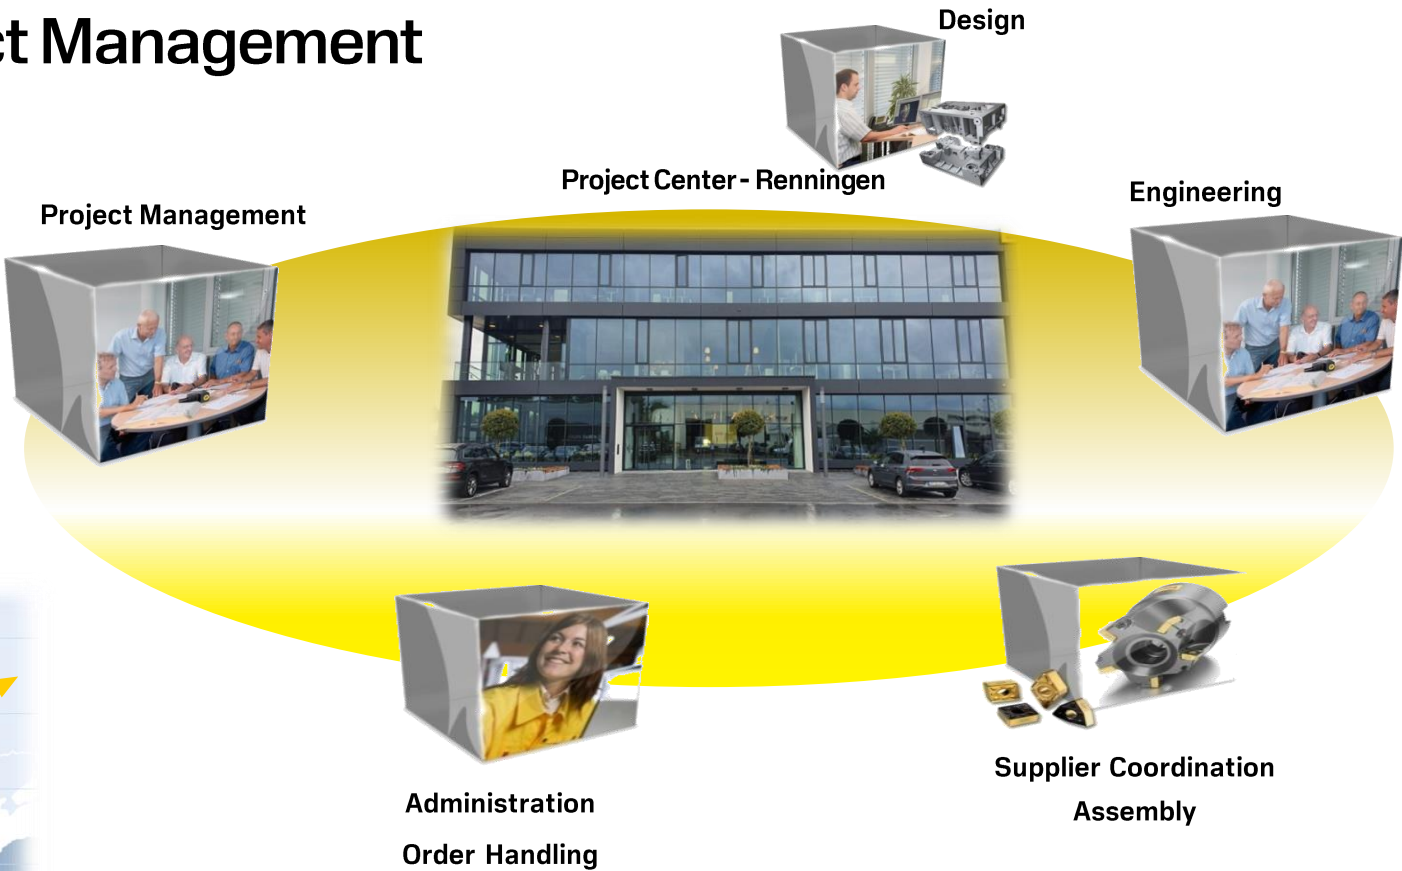 ct Management
Design
Project Center - Renningen
Engineering
Project Management
Supplier Coordination
Assembly
Administration
Order Handling